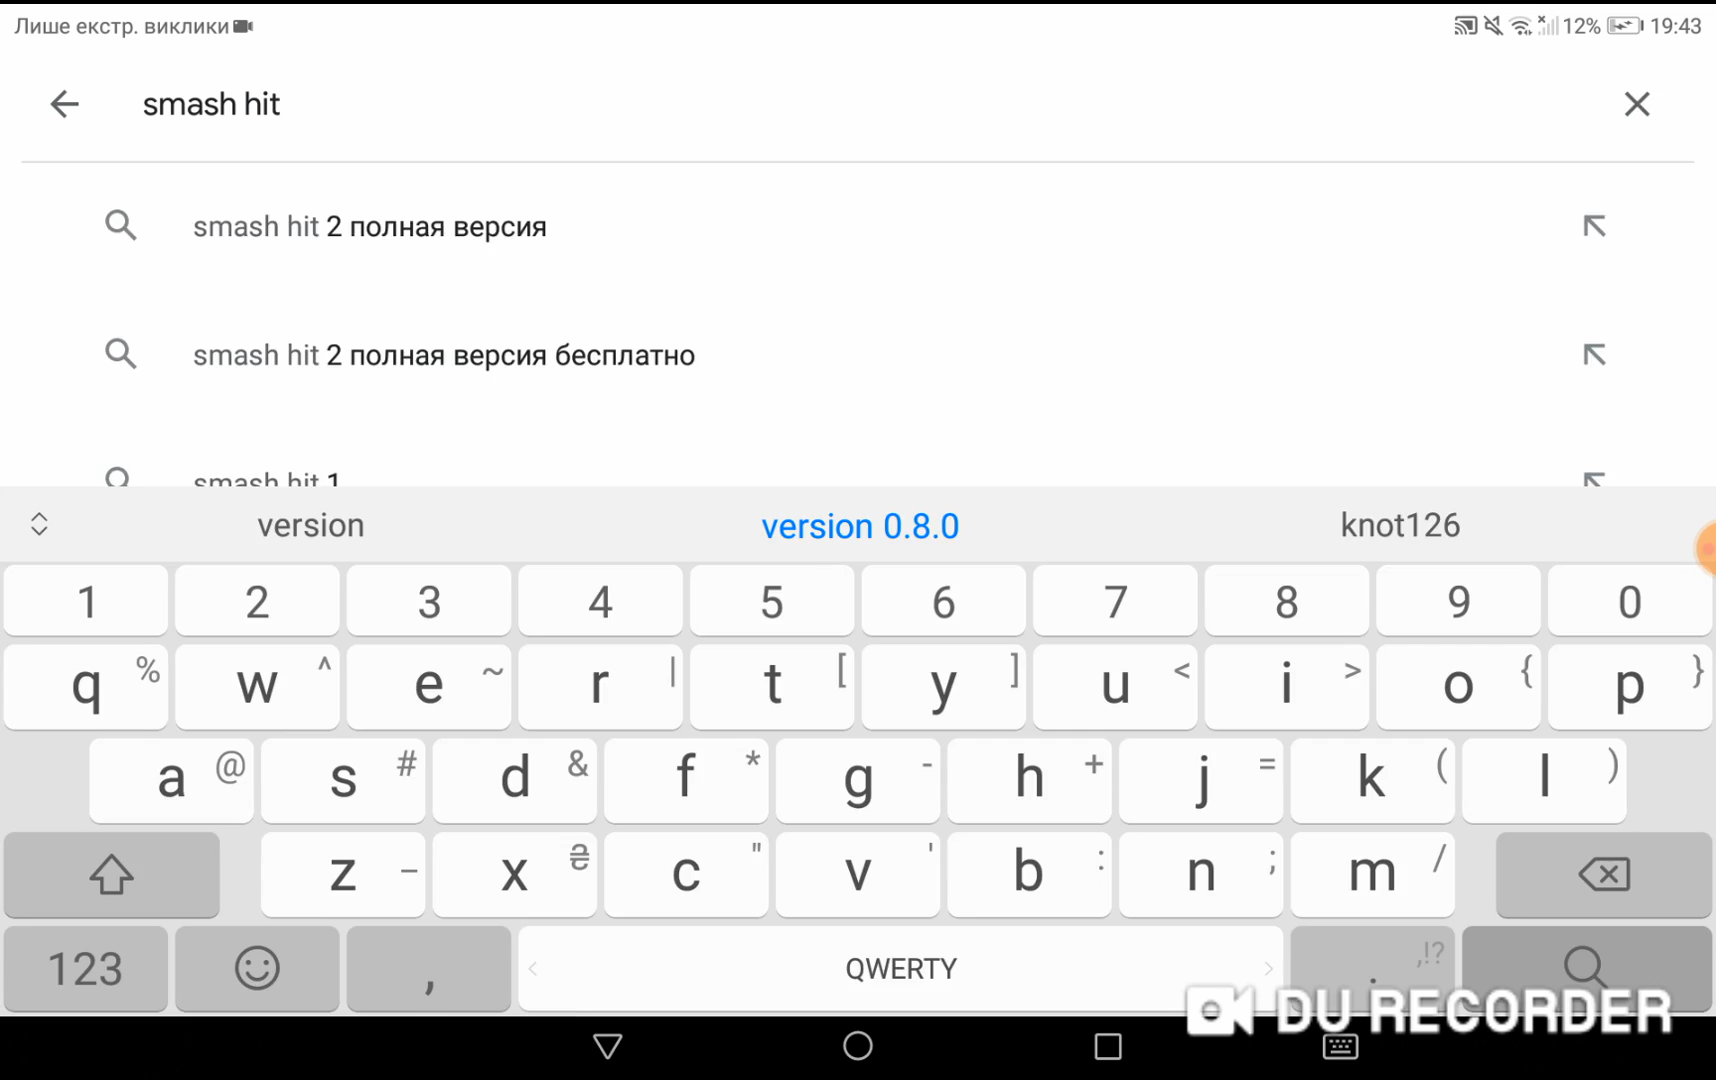 Лише екстр. виклики 12% 19:43
smash hit
smash hit 2 полная версия
smash hit 2 полная версия бесплатно
smash hit 1
version version 0.8.0 knot126
1 2 3 4 5 6 7 8 9 0
q % w ^ e ~ r | t [ y ] u < i > o { p }
a @ s # d & f * g - h + j = k ( l )
z _ x ₴ c " v ' b : n ; m /
123 , QWERTY . ,!?
DU RECORDER